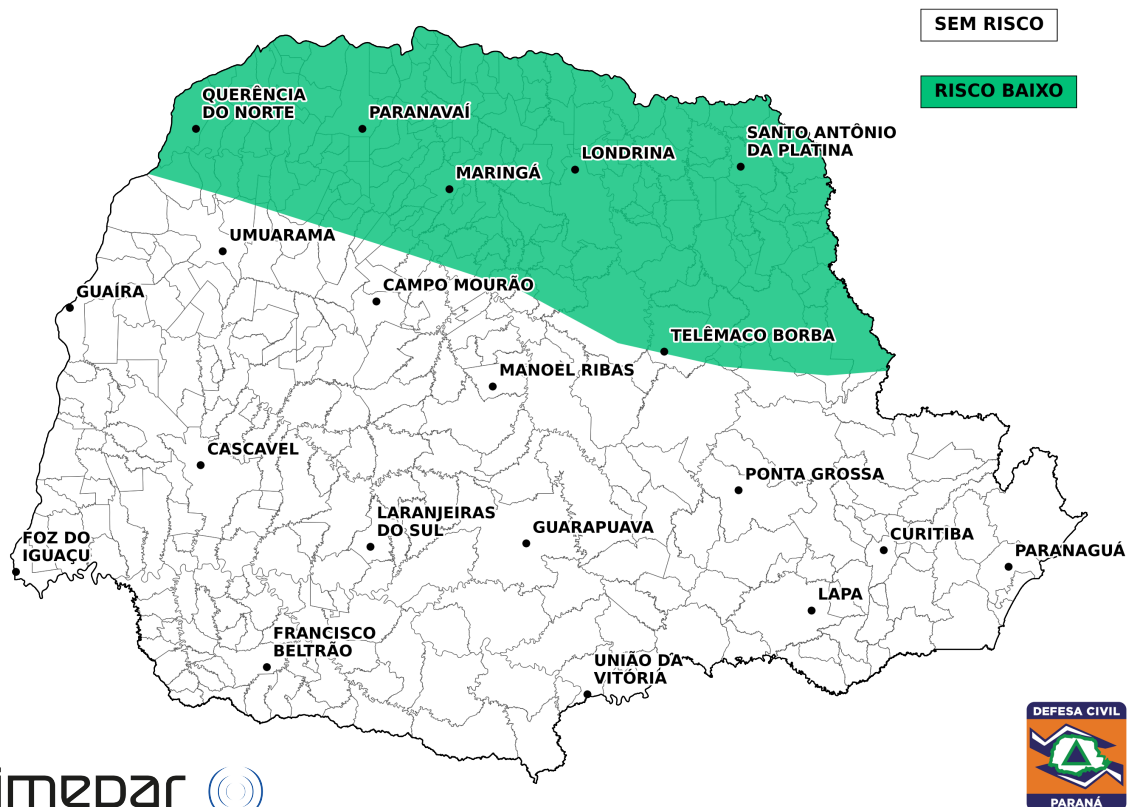 SEM RISCO
RISCO BAIXO
QUERÊNCIA
DO NORTE
PARANAVAÍ
SANTO ANTÔNIO
DA PLATINA
LONDRINA
MARINGÁ
UMUARAMA
CAMPO MOURÃO
GUAÍRA
TELÊMACO BORBA
MANOEL RIBAS
CASCAVEL
PONTA GROSSA
LARANJEIRAS
DO SUL
GUARAPUAVA
CURITIBA
FOZ DO
IGUAÇU
PARANAGUÁ
LAPA
FRANCISCO
BELTRÃO
UNIÃO DA
VITÓRIA
DEFESA CIVIL
PARANÁ
imepar